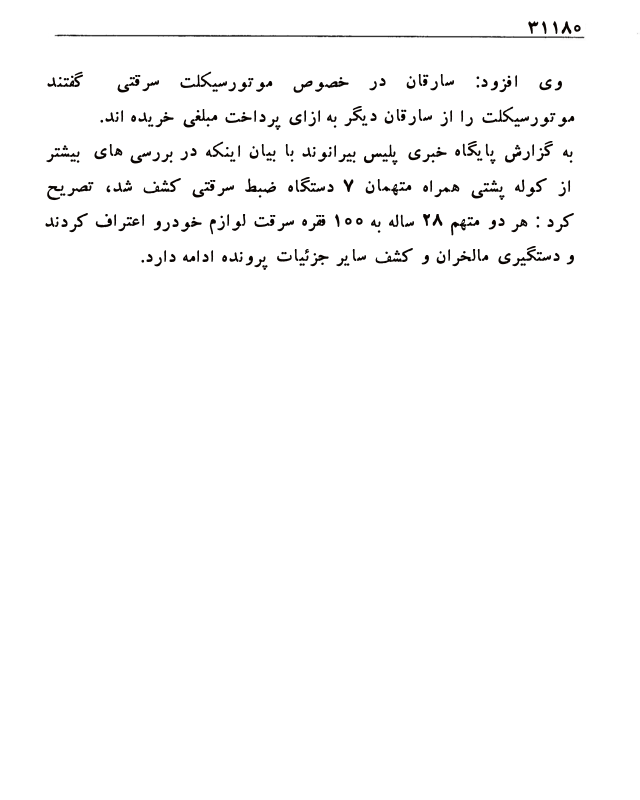 ۳۱۱۸۰
وی افزود: سارقان در خصوص موتورسیکلت سرقتی گفتند
موتورسیکلت را از سارقان دیگر به ازای پرداخت مبلغی خریده اند.
به گزارش پایگاه خبری پلیس بیرانوند با بیان اینکه در بررسی های بیشتر
از کوله پشتی همراه متهمان ۷ دستگاه ضبط سرقتی کشف شد، تصریح
کرد : هر دو متهم ۲۸ ساله به ۱۰۰ فقره سرقت لوازم خودرو اعتراف کردند
و دستگیری مالخران و کشف سایر جزئیات پرونده ادامه دارد.